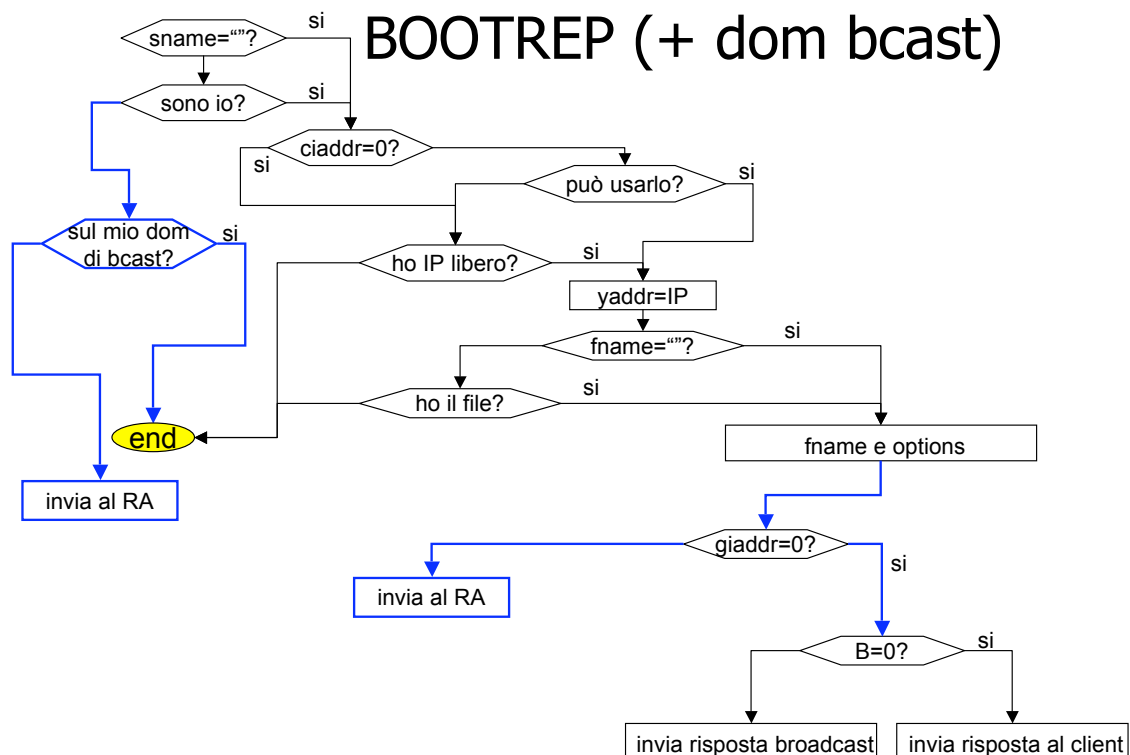 BOOTREP (+ dom bcast)
sname=“”?
si
sono io?
si
ciaddr=0?
si
può usarlo?
si
sul mio dom
di bcast?
si
ho IP libero?
si
yaddr=IP
fname=“”?
si
ho il file?
si
end
fname e options
invia al RA
giaddr=0?
si
invia al RA
B=0?
si
invia risposta broadcast
invia risposta al client